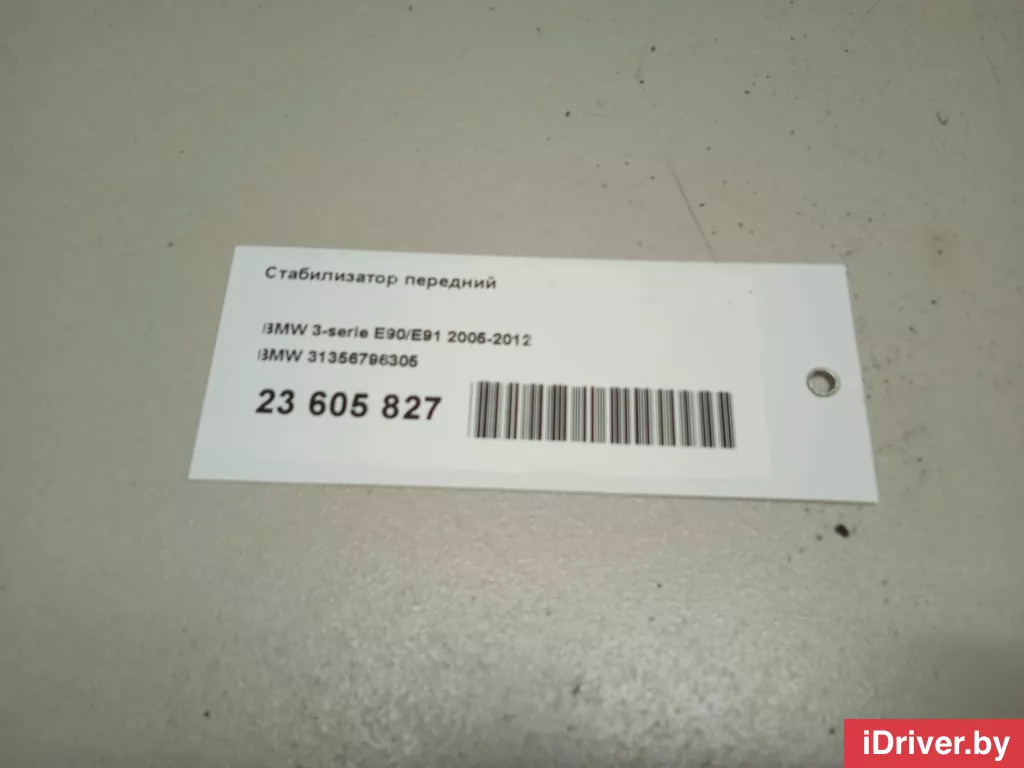 Стабилизатор передний
BMW 3-serie E90/E91 2005-2012
BMW 31356796305
23 605 827
iDriver.by